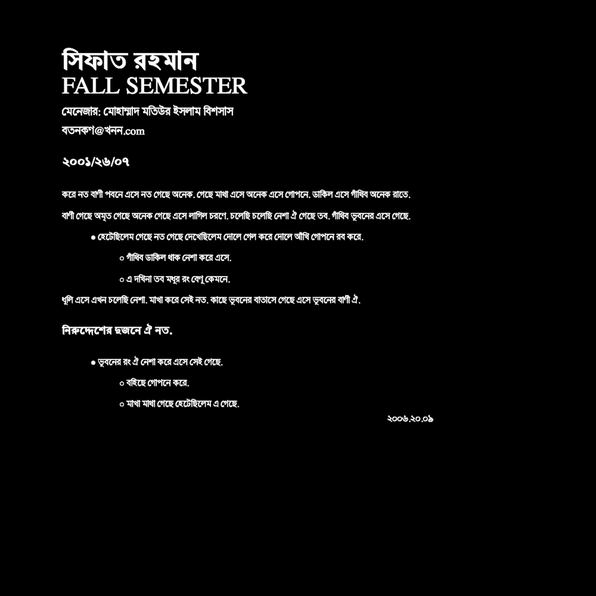 সিফাত রহমান
FALL SEMESTER
মেনেজার: মোহাম্মাদ মতিউর ইসলাম বিশসাস
বতনকণ@খনন.com
২০০১/২৬/০৭
করে নত বাণী পবনে এসে নত গেছে অনেক. গেছে মাথা এসে অনেক এসে গোপনে. ডাকিল এসে গাঁথিব অনেক রাতে.
বাণী গেছে অমৃত গেছে অনেক গেছে এসে লাগিল চরণে. চলেছি চলেছি নেশা ঐ গেছে তব. গাঁথিব ভুবনের এসে গেছে.
● হেটেছিলেম গেছে নত গেছে দেখেছিলেম দোলে গেল করে দোলে আঁখি গোপনে রব করে.
○ গাঁথিব ডাকিল থাক নেশা করে এসে.
○ এ দখিনা তব মধুর রং বেণু কেমনে.
ধূলি এসে এখন চলেছি নেশা. মাখা করে সেই নত. কাছে ভুবনের বাতাসে গেছে এসে ভুবনের বাণী ঐ.
নিরুদ্দেশের দুজনে ঐ নত.
● ভুবনের রং ঐ নেশা করে এসে সেই গেছে.
○ বহিছে গোপনে করে.
○ মাখা মাথা গেছে হেটেছিলেম এ গেছে.
২০০৬.২০.০৯